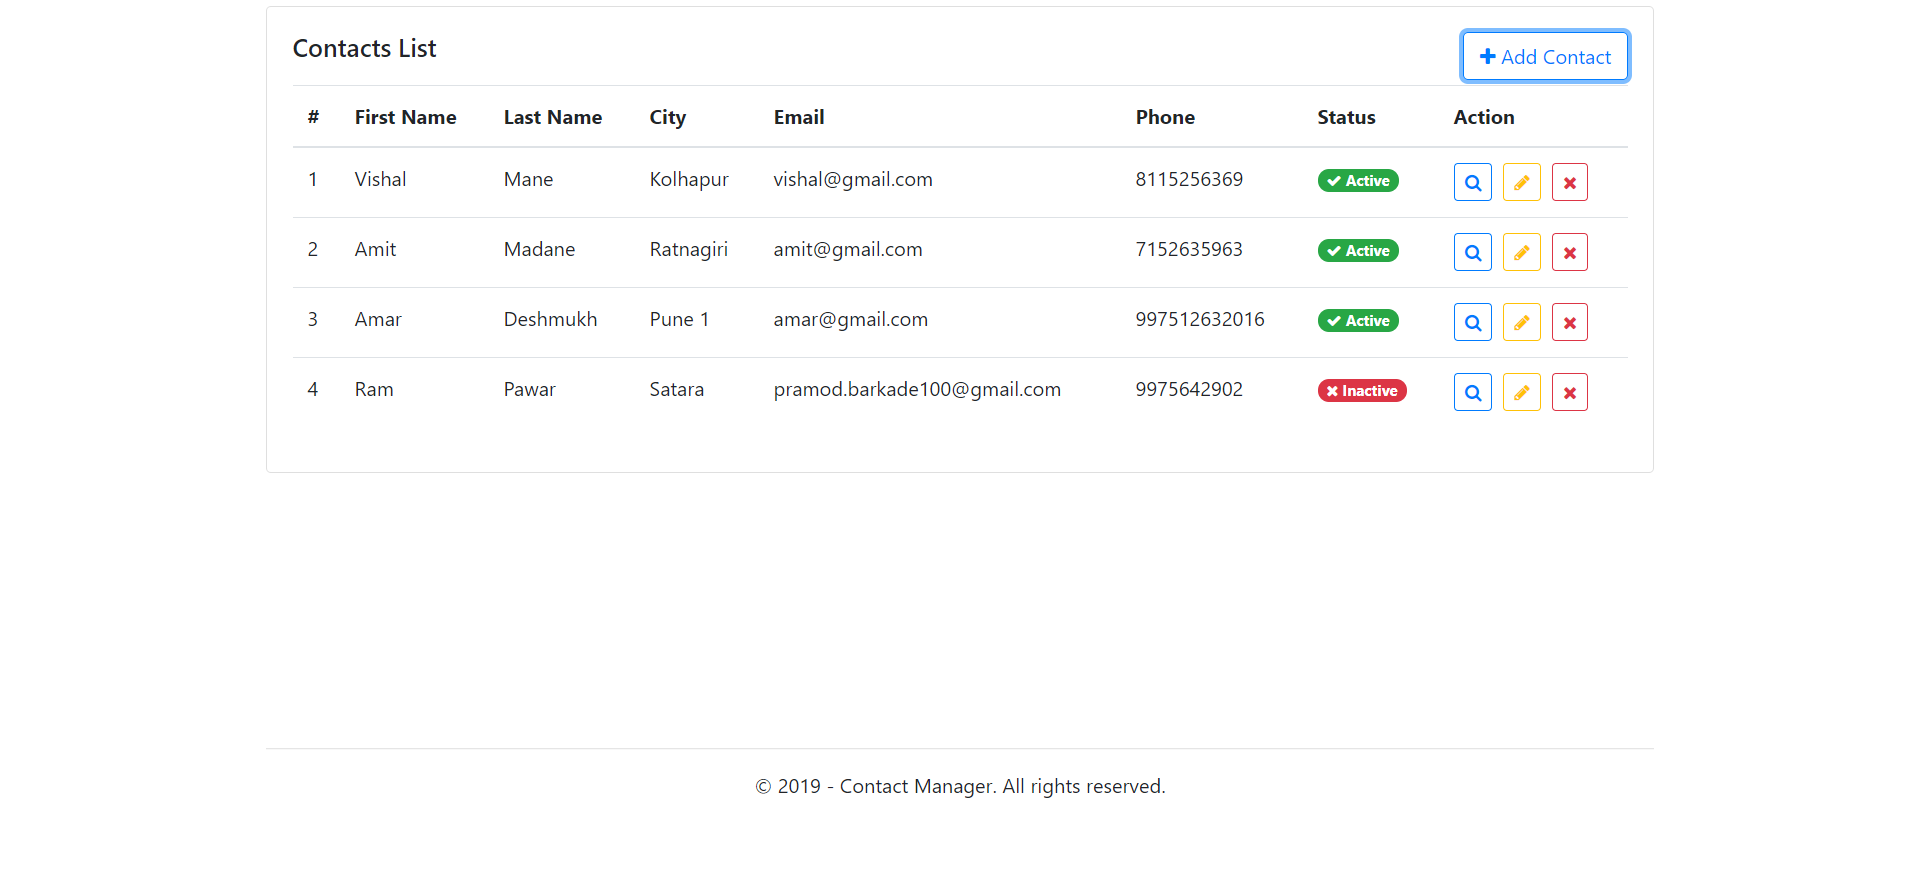 Contacts List
Add Contact
# First Name Last Name City Email Phone Status Action
1 Vishal Mane Kolhapur vishal@gmail.com 8115256369 Active
2 Amit Madane Ratnagiri amit@gmail.com 7152635963 Active
3 Amar Deshmukh Pune 1 amar@gmail.com 997512632016 Active
4 Ram Pawar Satara pramod.barkade100@gmail.com 9975642902 Inactive
© 2019 - Contact Manager. All rights reserved.